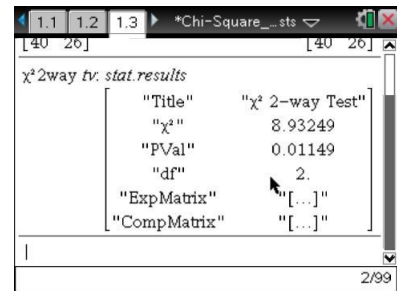 1.1 1.2 1.3 *Chi-Square_...sts
[40 26] [40 26]
χ²2way tv: stat.results
"Title" "χ² 2-way Test"
"χ²" 8.93249
"PVal" 0.01149
"df" 2.
"ExpMatrix" "[...]"
"CompMatrix" "[...]"
2/99